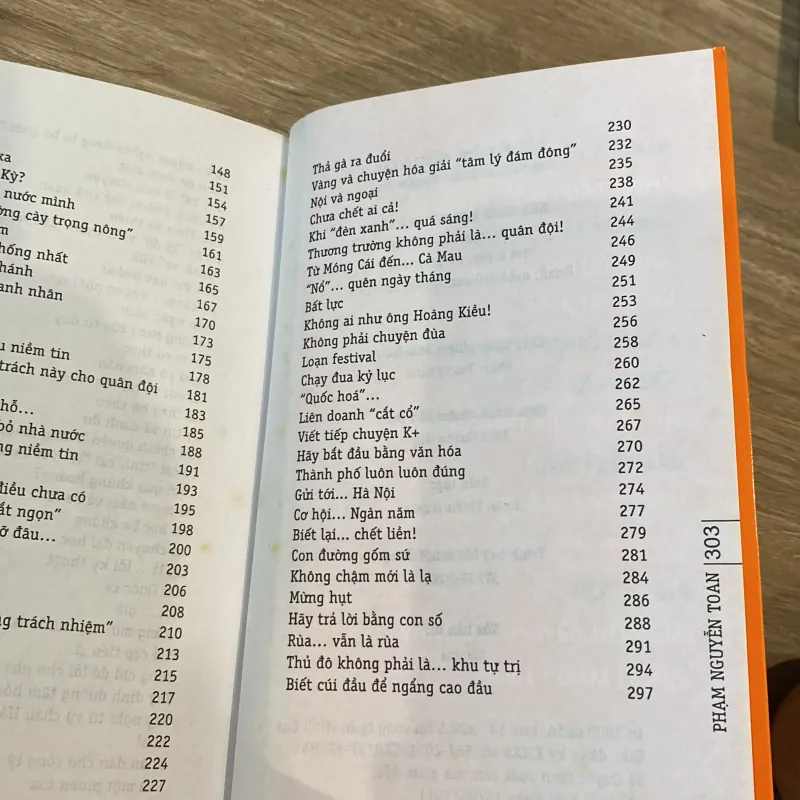 ka 148
Kỳ? 151
nước mình 154
ờng cày trọng nông” 157
m 159
hống nhất 161
hánh 163
anh nhân 165
167
170
173
u niềm tin 175
178
trách này cho quân đội 181
hỗ... 183
bỏ nhà nước 185
ng niềm tin 188
191
điều chưa có 193
ắt ngọn” 195
ỡ đâu... 198
200
203
206
208
g trách nhiệm” 210
213
215
217
220
222
224
227
Thả gà ra đuổi 230
Vàng và chuyện hóa giải “tâm lý đám đông” 232
Nội và ngoại 235
Chưa chết ai cả! 238
Khi “đèn xanh”... quá sáng! 241
Thương trường không phải là... quân đội! 244
Từ Móng Cái đến... Cà Mau 246
“Nổ”... quên ngày tháng 249
Bất lực 251
Không ai như ông Hoàng Kiều! 253
Không phải chuyện đùa 256
Loạn festival 258
Chạy đua kỷ lục 260
“Quốc hoá”... 262
Liên doanh “cắt cổ” 265
Viết tiếp chuyện K+ 267
Hãy bắt đầu bằng văn hóa 270
Thành phố luôn luôn đúng 272
Gửi tới... Hà Nội 274
Cơ hội... Ngàn năm 277
Biết lại... chết liền! 279
Con đường gốm sứ 281
Không chậm mới là lạ 284
Mừng hụt 286
Hãy trả lời bằng con số 288
Rùa... vẫn là rùa 291
Thủ đô không phải là... khu tự trị 294
Biết cúi đầu để ngẩng cao đầu 297
PHẠM NGUYỄN TOAN |303|